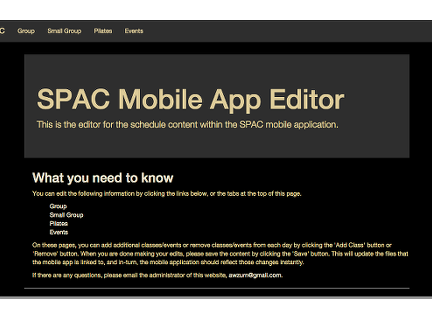 C Group Small Group Pilates Events
SPAC Mobile App Editor
This is the editor for the schedule content within the SPAC mobile application.
What you need to know
You can edit the following information by clicking the links below, or the tabs at the top of this page.
Group
Small Group
Pilates
Events
On these pages, you can add additional classes/events or remove classes/events from each day by clicking the 'Add Class' button or
'Remove' button. When you are done making your edits, please save the content by clicking the 'Save' button. This will update the files that
the mobile app is linked to, and in-turn, the mobile application should reflect those changes instantly.
If there are any questions, please email the administrator of this website, awzum@gmail.com.